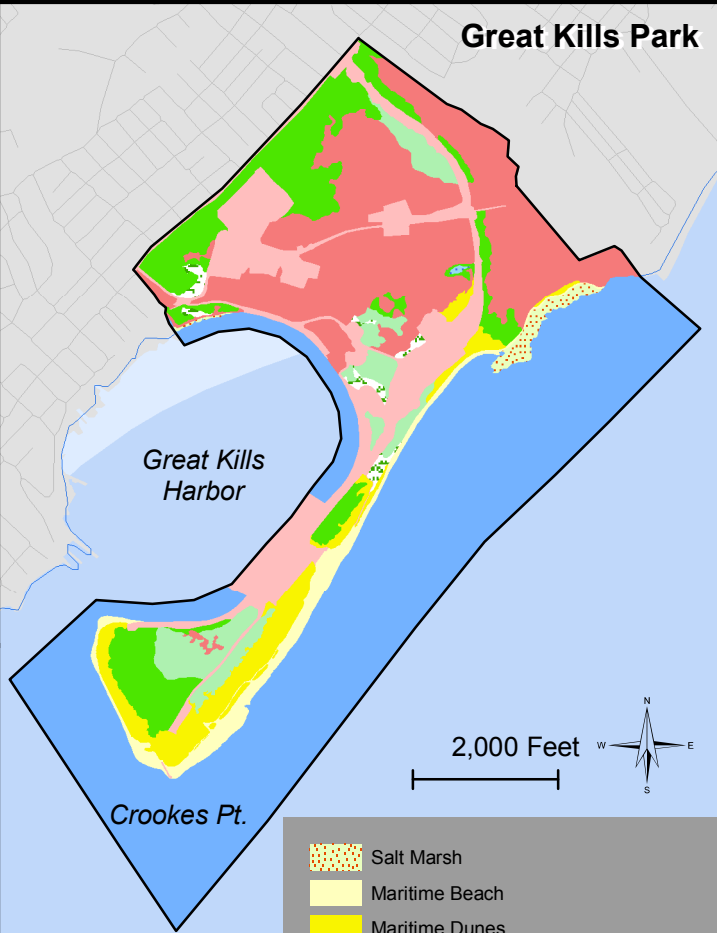 Great Kills Park
Great Kills
Harbor
2,000 Feet
N
W
E
S
Crookes Pt.
Salt Marsh
Maritime Beach
Maritime Dunes